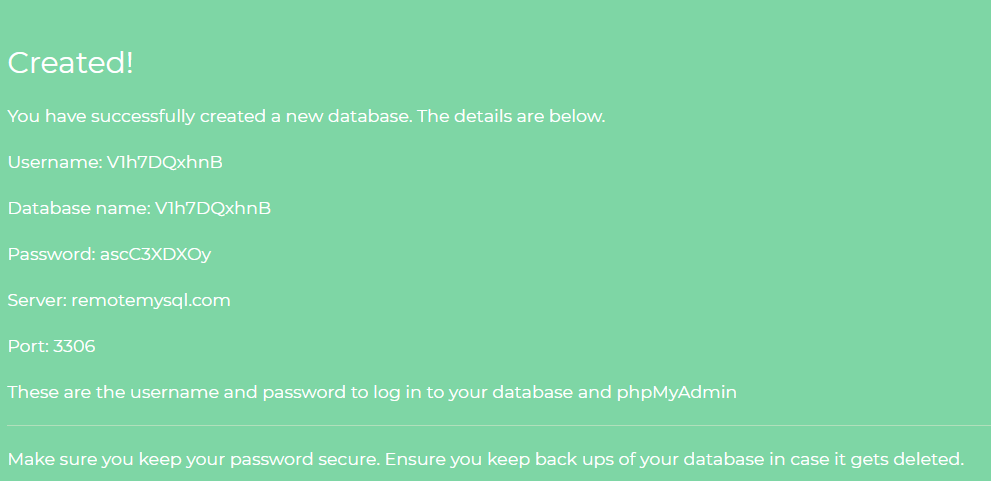 Created!
You have successfully created a new database. The details are below.
Username: V1h7DQxhnB
Database name: V1h7DQxhnB
Password: ascC3XDXOy
Server: remotemysql.com
Port: 3306
These are the username and password to log in to your database and phpMyAdmin
Make sure you keep your password secure. Ensure you keep back ups of your database in case it gets deleted.